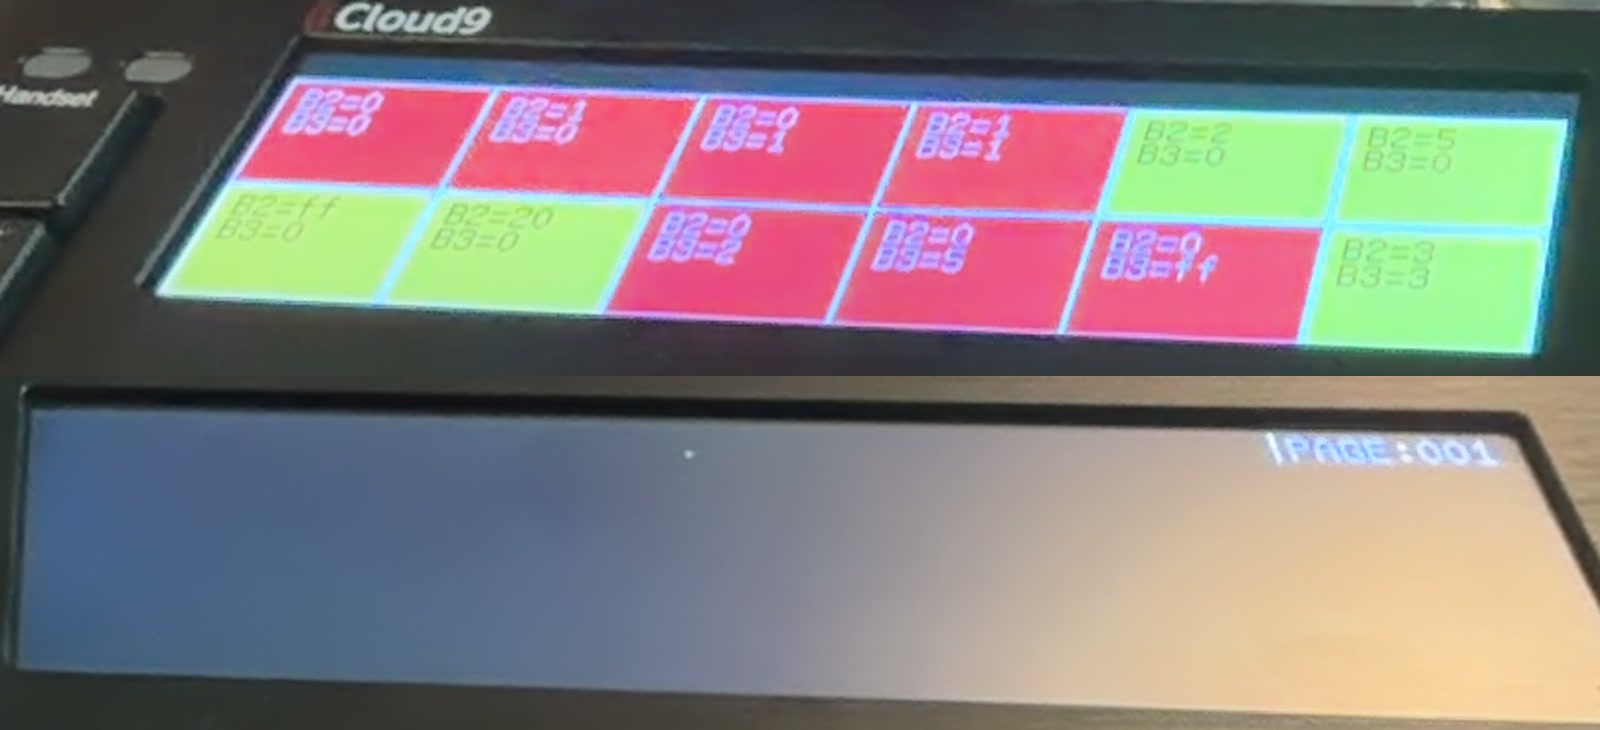 Cloud9
Handset
B2=0
B3=0
B2=1
B3=0
B2=0
B3=1
B2=1
B3=1
B2=2
B3=0
B2=5
B3=0
B2=ff
B3=0
B2=20
B3=0
B2=0
B3=2
B2=0
B3=5
B2=0
B3=ff
B2=3
B3=3
|PAGE:001